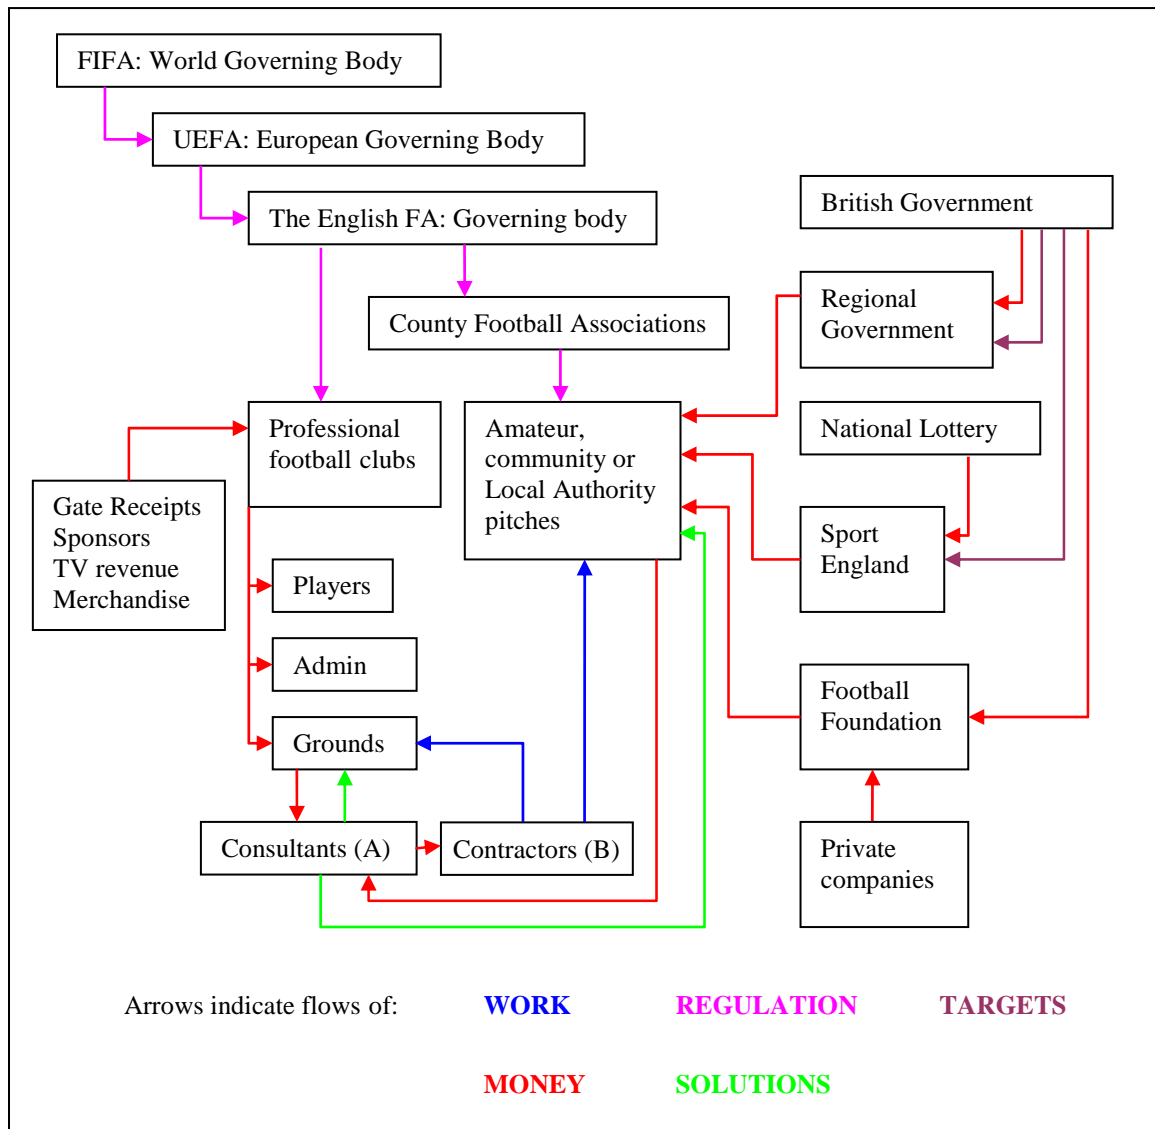 FIFA: World Governing Body
UEFA: European Governing Body
The English FA: Governing body
British Government
Regional
Government
County Football Associations
Professional
football clubs
Amateur,
community or
Local Authority
pitches
National Lottery
Gate Receipts
Sponsors
TV revenue
Merchandise
Sport
England
Players
Admin
Football
Foundation
Grounds
Consultants (A)
Contractors (B)
Private
companies
Arrows indicate flows of: WORK REGULATION TARGETS
MONEY SOLUTIONS